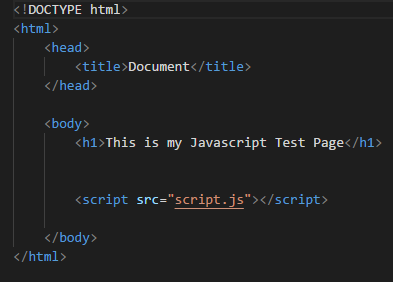 <!DOCTYPE html>
<html>
<head>
<title>Document</title>
</head>
<body>
<h1>This is my Javascript Test Page</h1>
<script src="script.js"></script>
</body>
</html>